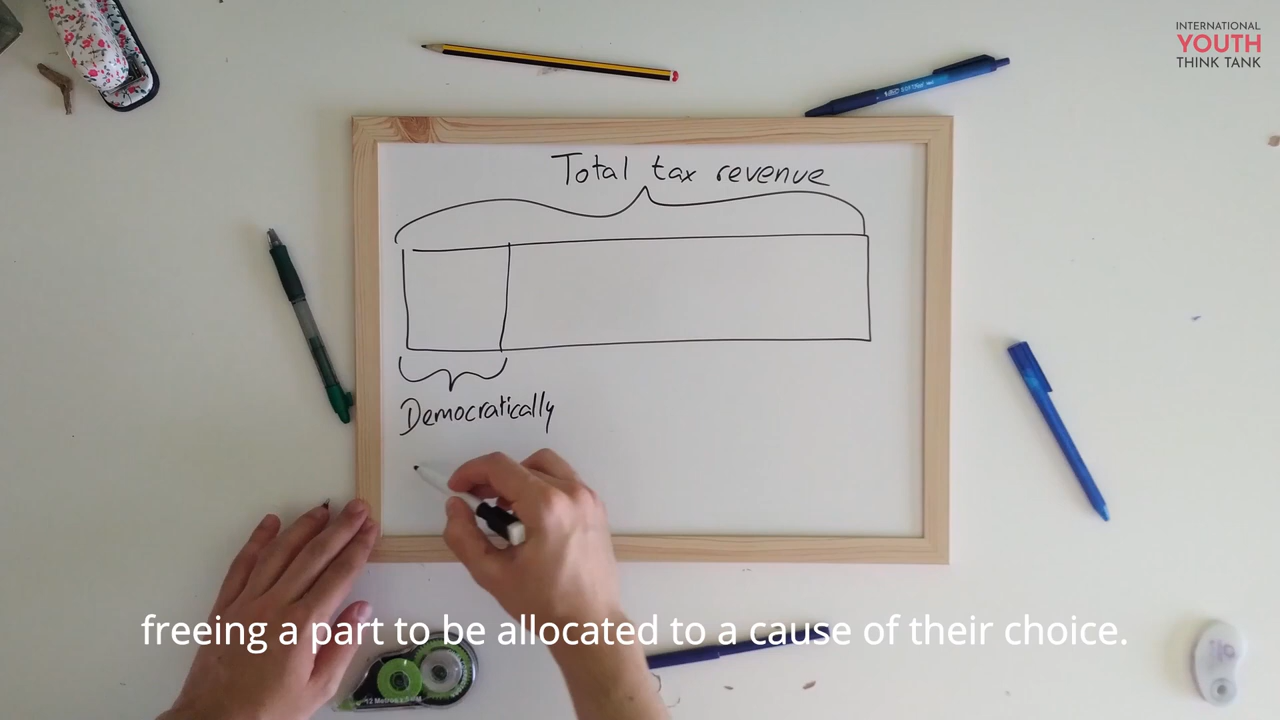 INTERNATIONAL
YOUTH
THINK TANK
Total tax revenue
Democratically
freeing a part to be allocated to a cause of their choice.